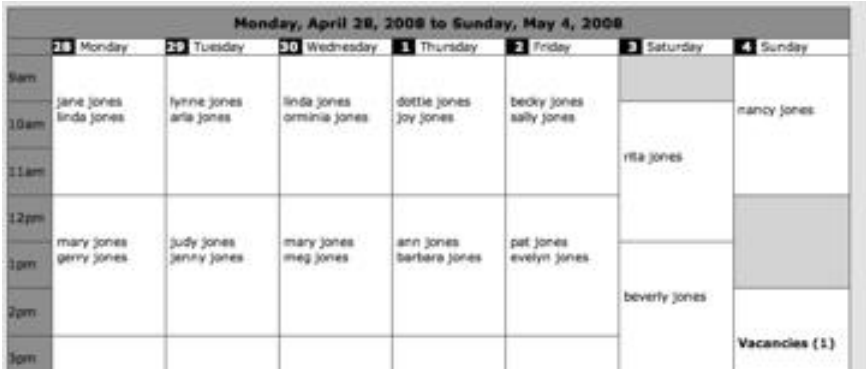 Monday, April 28, 2008 to Sunday, May 4, 2008
28 Monday 29 Tuesday 30 Wednesday 1 Thursday 2 Friday 3 Saturday 4 Sunday
9am
jane jones lynne jones linda jones dottie jones becky jones
nancy jones
linda jones arla jones orminia jones joy jones sally jones
10am
rita jones
11am
12pm
mary jones judy jones mary jones ann jones pat jones
gerry jones jenny jones meg jones barbara jones evelyn jones
1pm
beverly jones
2pm
Vacancies (1)
3pm